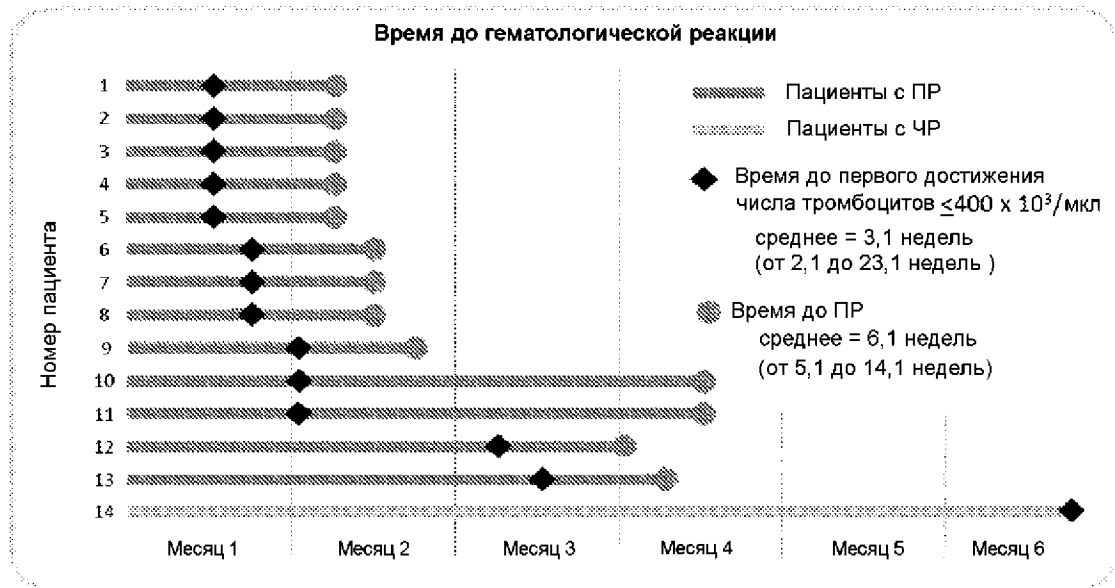 Время до гематологической реакции
Номер пациента
1
2
3
4
5
6
7
8
9
10
11
12
13
14
Пациенты с ПР
Пациенты с ЧР
Время до первого достижения
числа тромбоцитов ≤400 x 10³/мкл
среднее = 3,1 недель
(от 2,1 до 23,1 недель )
Время до ПР
среднее = 6,1 недель
(от 5,1 до 14,1 недель)
Месяц 1 Месяц 2 Месяц 3 Месяц 4 Месяц 5 Месяц 6